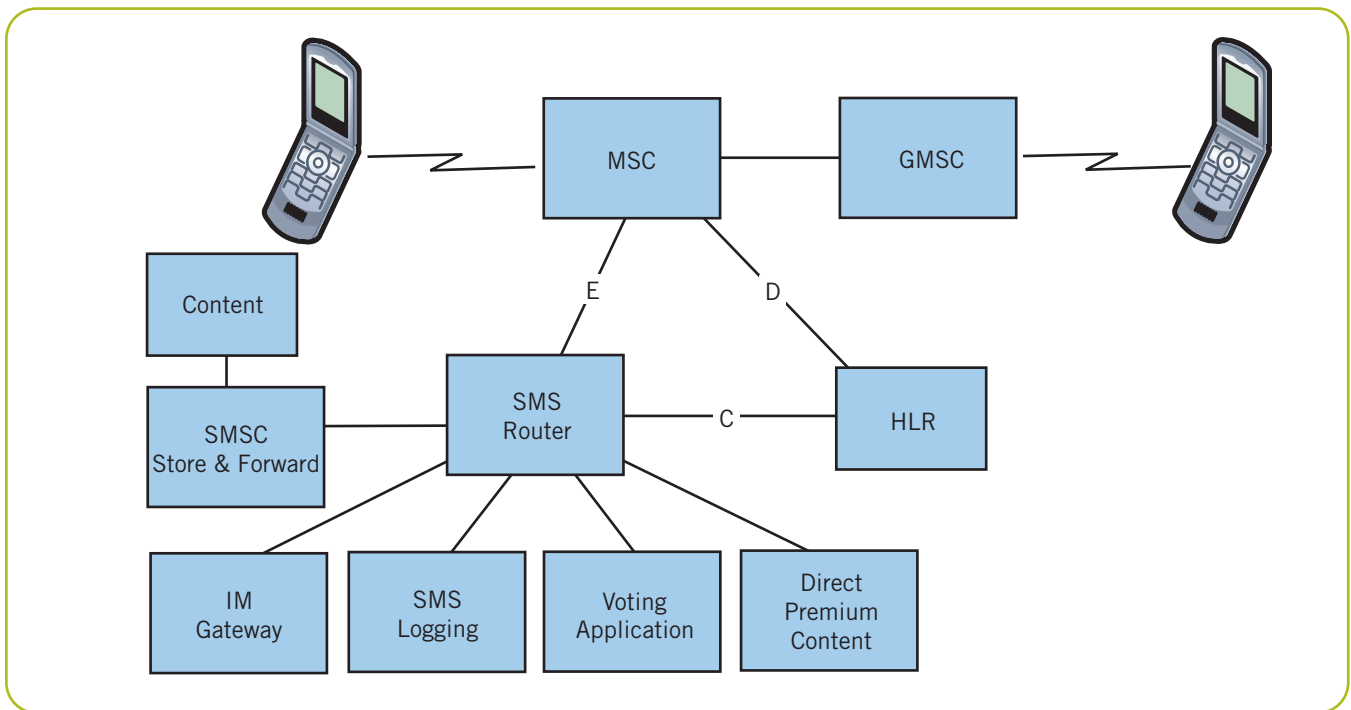 MSC
GMSC
Content
E
D
SMSC
Store & Forward
SMS
Router
C
HLR
IM
Gateway
SMS
Logging
Voting
Application
Direct
Premium
Content